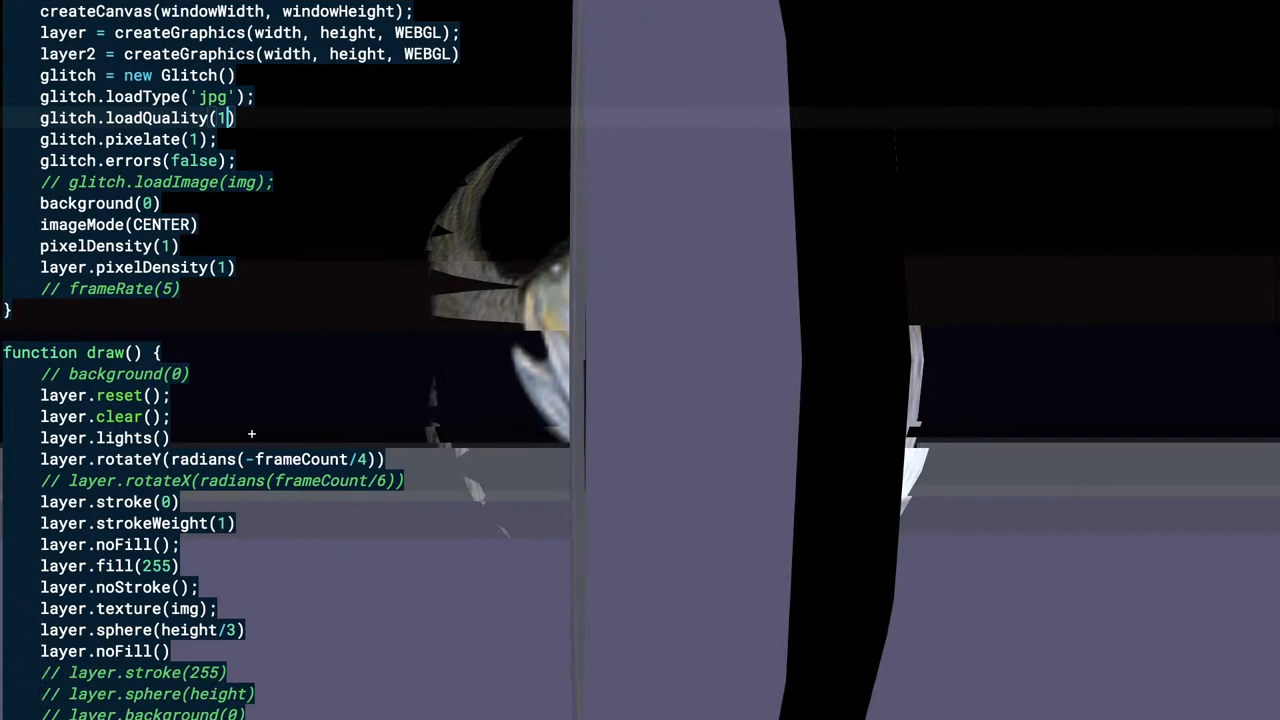 createCanvas(windowWidth, windowHeight);
layer = createGraphics(width, height, WEBGL);
layer2 = createGraphics(width, height, WEBGL)
glitch = new Glitch()
glitch.loadType('jpg');
glitch.loadQuality(1)
glitch.pixelate(1);
glitch.errors(false);
// glitch.loadImage(img);
background(0)
imageMode(CENTER)
pixelDensity(1)
layer.pixelDensity(1)
// frameRate(5)
}
function draw() {
// background(0)
layer.reset();
layer.clear();
layer.lights()
layer.rotateY(radians(-frameCount/4))
// layer.rotateX(radians(frameCount/6))
layer.stroke(0)
layer.strokeWeight(1)
layer.noFill();
layer.fill(255)
layer.noStroke();
layer.texture(img);
layer.sphere(height/3)
layer.noFill()
// layer.stroke(255)
// layer.sphere(height)
// layer.background(0)